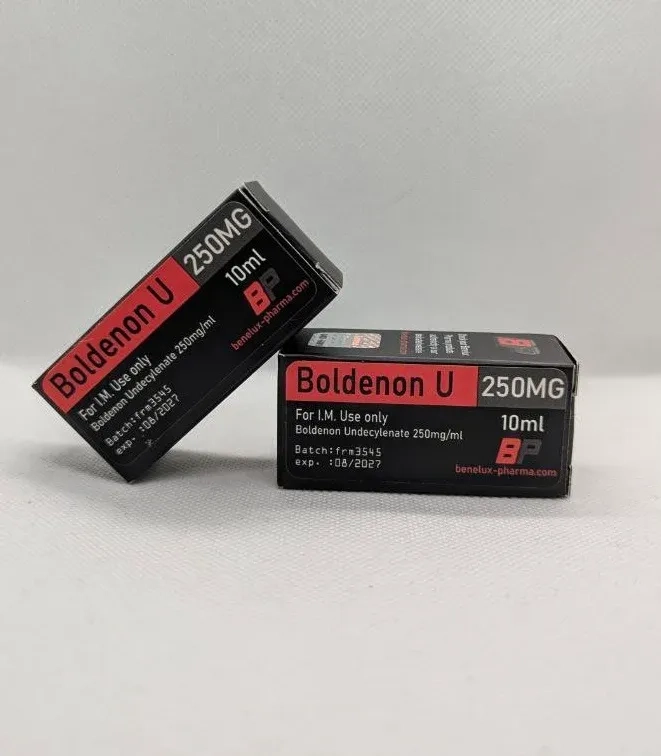 Boldenon U 250MG
For I.M. Use only 10ml
Boldenon Undecylenate 250mg/ml
BP
Batch:frm3545
exp. :08/2027
benelux-pharma.com
Boldenon U 250MG
For I.M. Use only 10ml
Boldenon Undecylenate 250mg/ml
BP
Batch:frm3545
exp. :08/2027
benelux-pharma.com